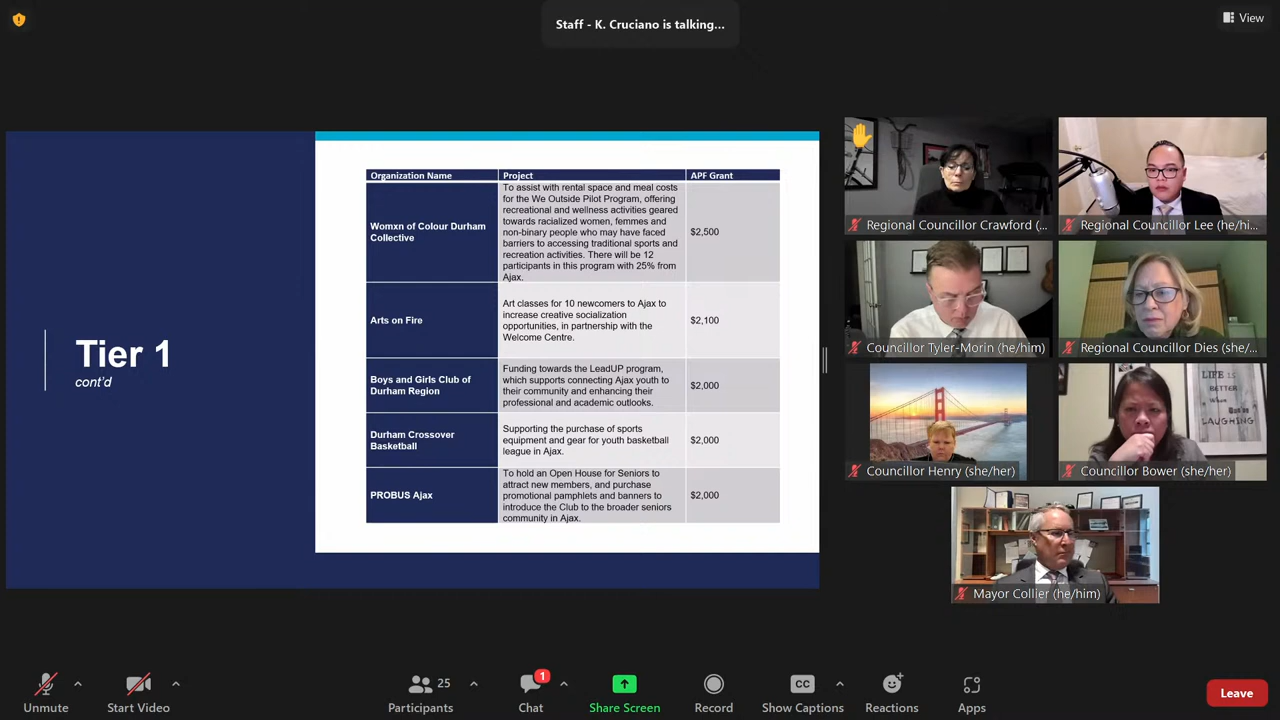 Staff - K. Cruciano is talking...
View
Tier 1
cont'd
Organization Name
Project
APF Grant
Womxn of Colour Durham
Collective
To assist with rental space and meal costs
for the We Outside Pilot Program, offering
recreational and wellness activities geared
towards racialized women, femmes and
non-binary people who may have faced
barriers to accessing traditional sports and
recreation activities. There will be 12
participants in this program with 25% from
Ajax.
$2,500
Arts on Fire
Art classes for 10 newcomers to Ajax to
increase creative socialization
opportunities, in partnership with the
Welcome Centre.
$2,100
Boys and Girls Club of
Durham Region
Funding towards the LeadUP program,
which supports connecting Ajax youth to
their community and enhancing their
professional and academic outlooks.
$2,000
Durham Crossover
Basketball
Supporting the purchase of sports
equipment and gear for youth basketball
league in Ajax.
$2,000
PROBUS Ajax
To hold an Open House for Seniors to
attract new members, and purchase
promotional pamphlets and banners to
introduce the Club to the broader seniors
community in Ajax.
$2,000
Regional Councillor Crawford (...
Regional Councillor Lee (he/hi...
Councillor Tyler-Morin (he/him)
Regional Councillor Dies (she/...
LIFE IS
BETTER
When
LAUGHING
Councillor Henry (she/her)
Councillor Bower (she/her)
Mayor Collier (he/him)
Unmute
Start Video
25
Participants
1
Chat
Share Screen
Record
CC
Show Captions
Reactions
Apps
Leave